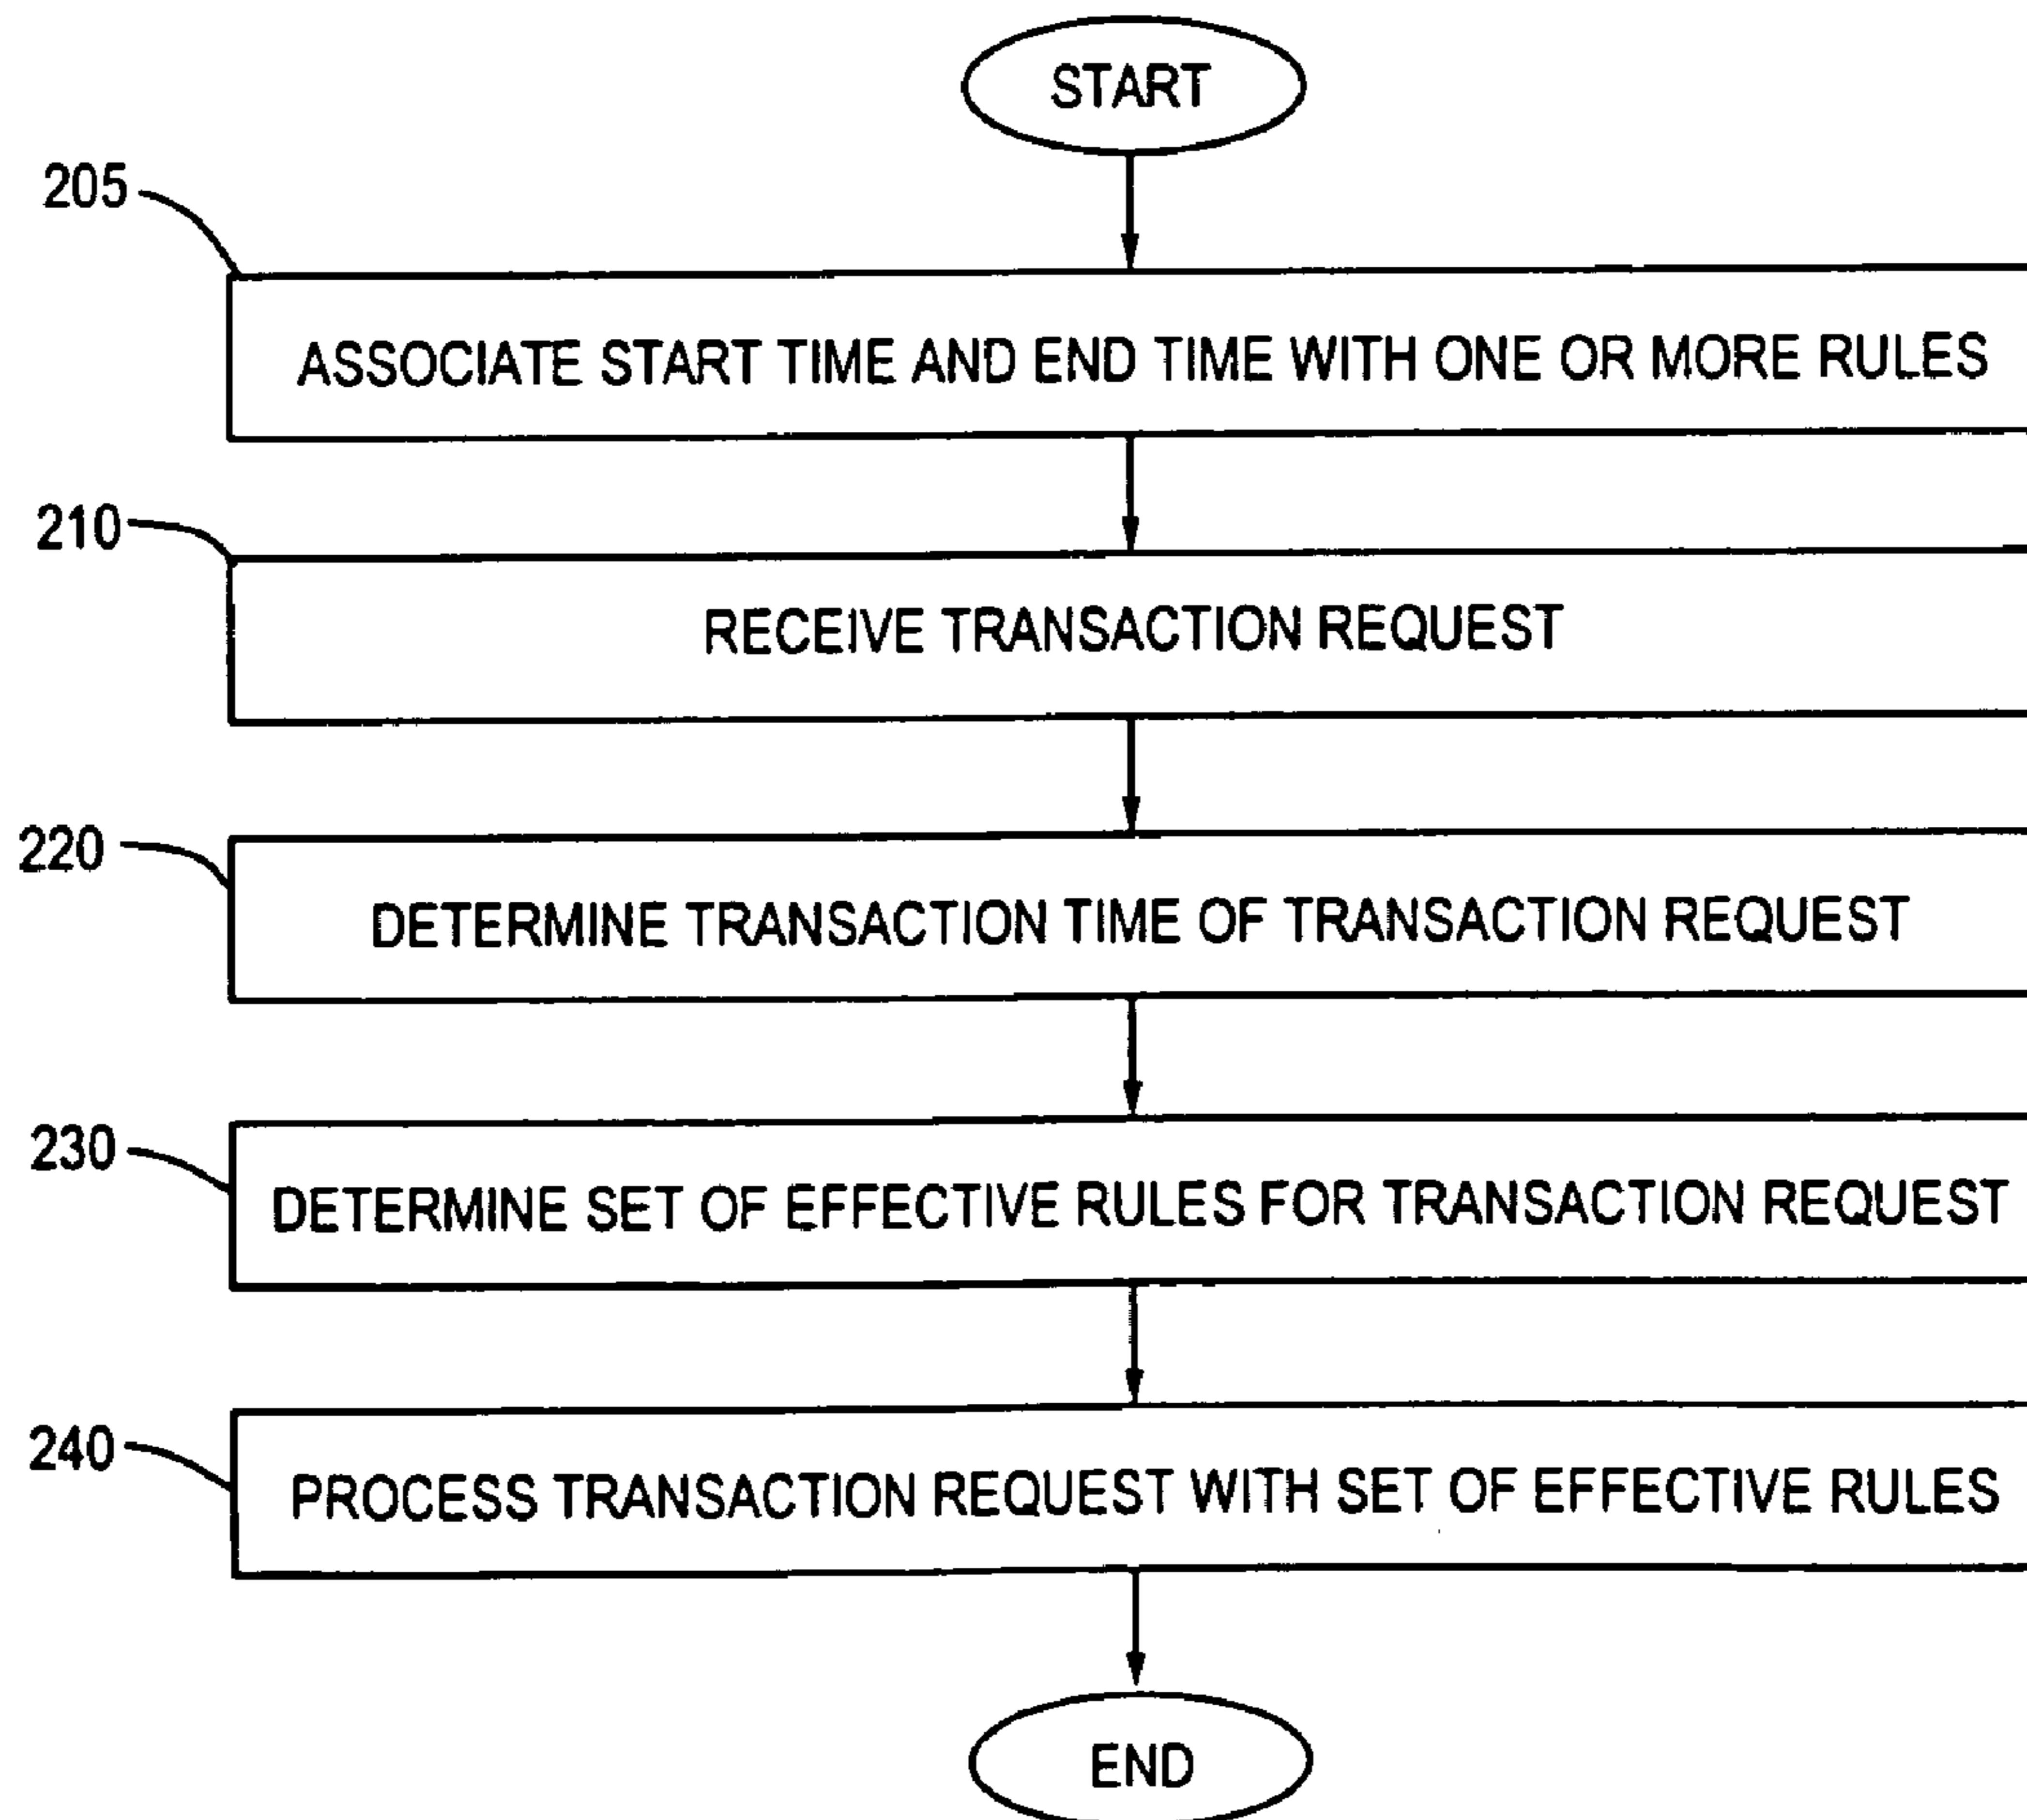 START
205
ASSOCIATE START TIME AND END TIME WITH ONE OR MORE RULES
210
RECEIVE TRANSACTION REQUEST
220
DETERMINE TRANSACTION TIME OF TRANSACTION REQUEST
230
DETERMINE SET OF EFFECTIVE RULES FOR TRANSACTION REQUEST
240
PROCESS TRANSACTION REQUEST WITH SET OF EFFECTIVE RULES
END